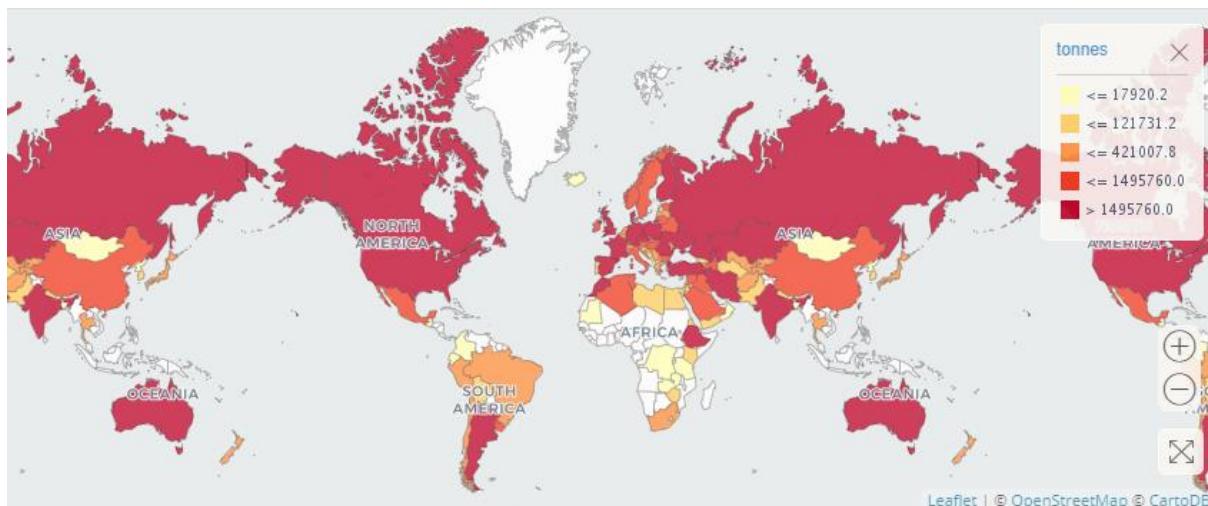 tonnes
<= 17920.2
<= 121731.2
<= 421007.8
<= 1495760.0
> 1495760.0
ASIA
NORTH
AMERICA
ASIA
AMERICA
AFRICA
OCEANIA
SOUTH
AMERICA
OCEANIA
Leaflet | © OpenStreetMap © CartoDB